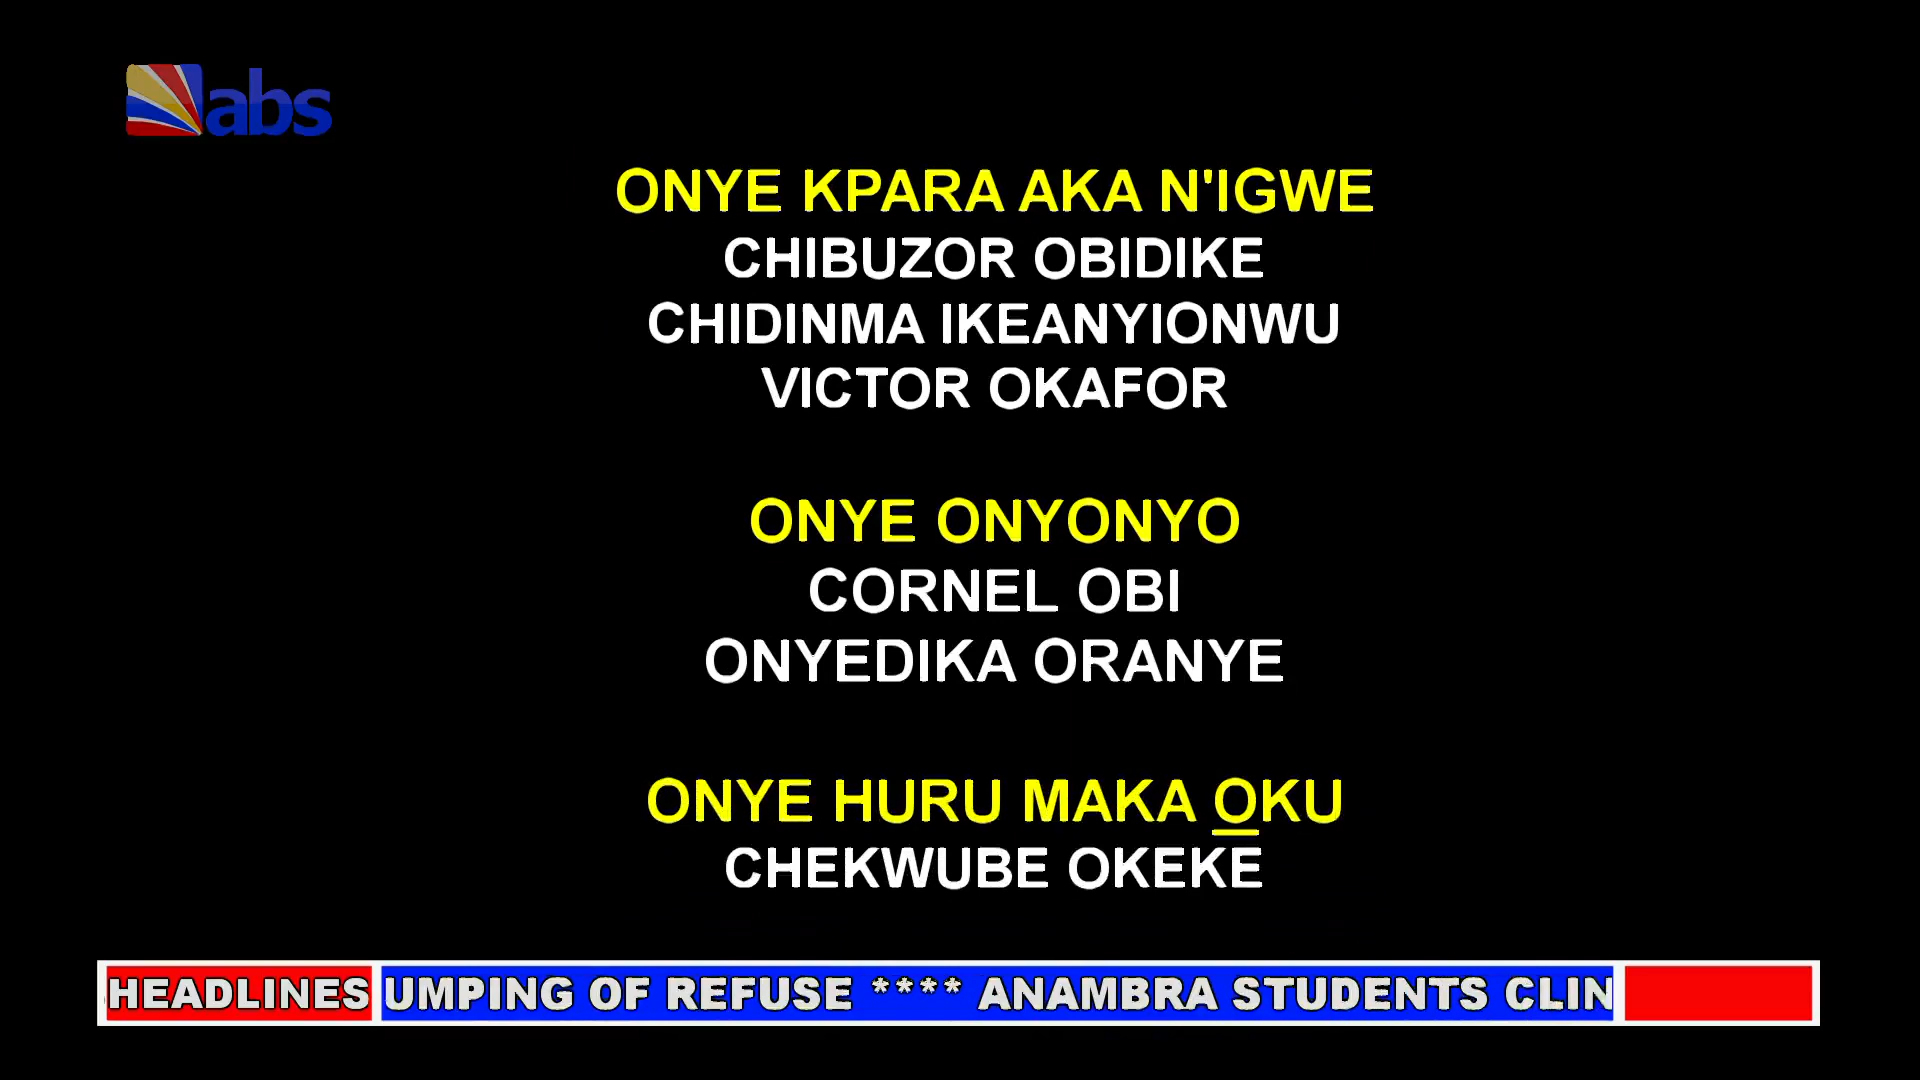 abs
ONYE KPARA AKA N'IGWE
CHIBUZOR OBIDIKE
CHIDINMA IKEANYIONWU
VICTOR OKAFOR
ONYE ONYONYO
CORNEL OBI
ONYEDIKA ORANYE
ONYE HURU MAKA ỌKU
CHEKWUBE OKEKE
HEADLINES UMPING OF REFUSE **** ANAMBRA STUDENTS CLIN